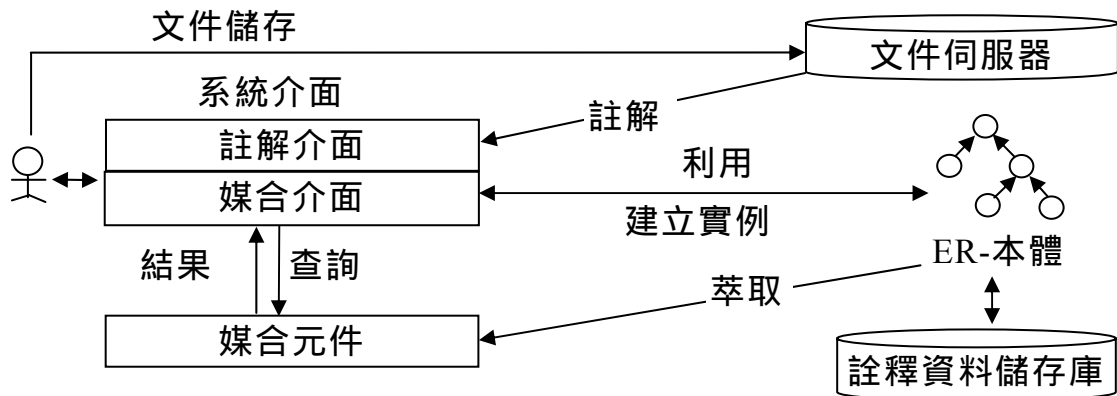 文件儲存
文件伺服器
系統介面
註解
註解介面
利用
媒合介面
建立實例
結果
查詢
ER-本體
萃取
媒合元件
詮釋資料儲存庫